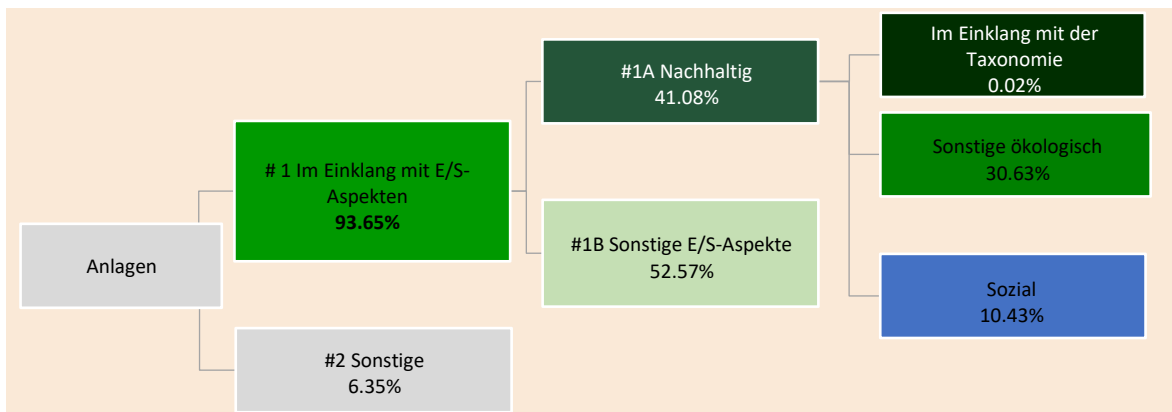 Anlagen
# 1 Im Einklang mit E/S-
Aspekten
93.65%
#2 Sonstige
6.35%
#1A Nachhaltig
41.08%
#1B Sonstige E/S-Aspekte
52.57%
Im Einklang mit der
Taxonomie
0.02%
Sonstige ökologisch
30.63%
Sozial
10.43%